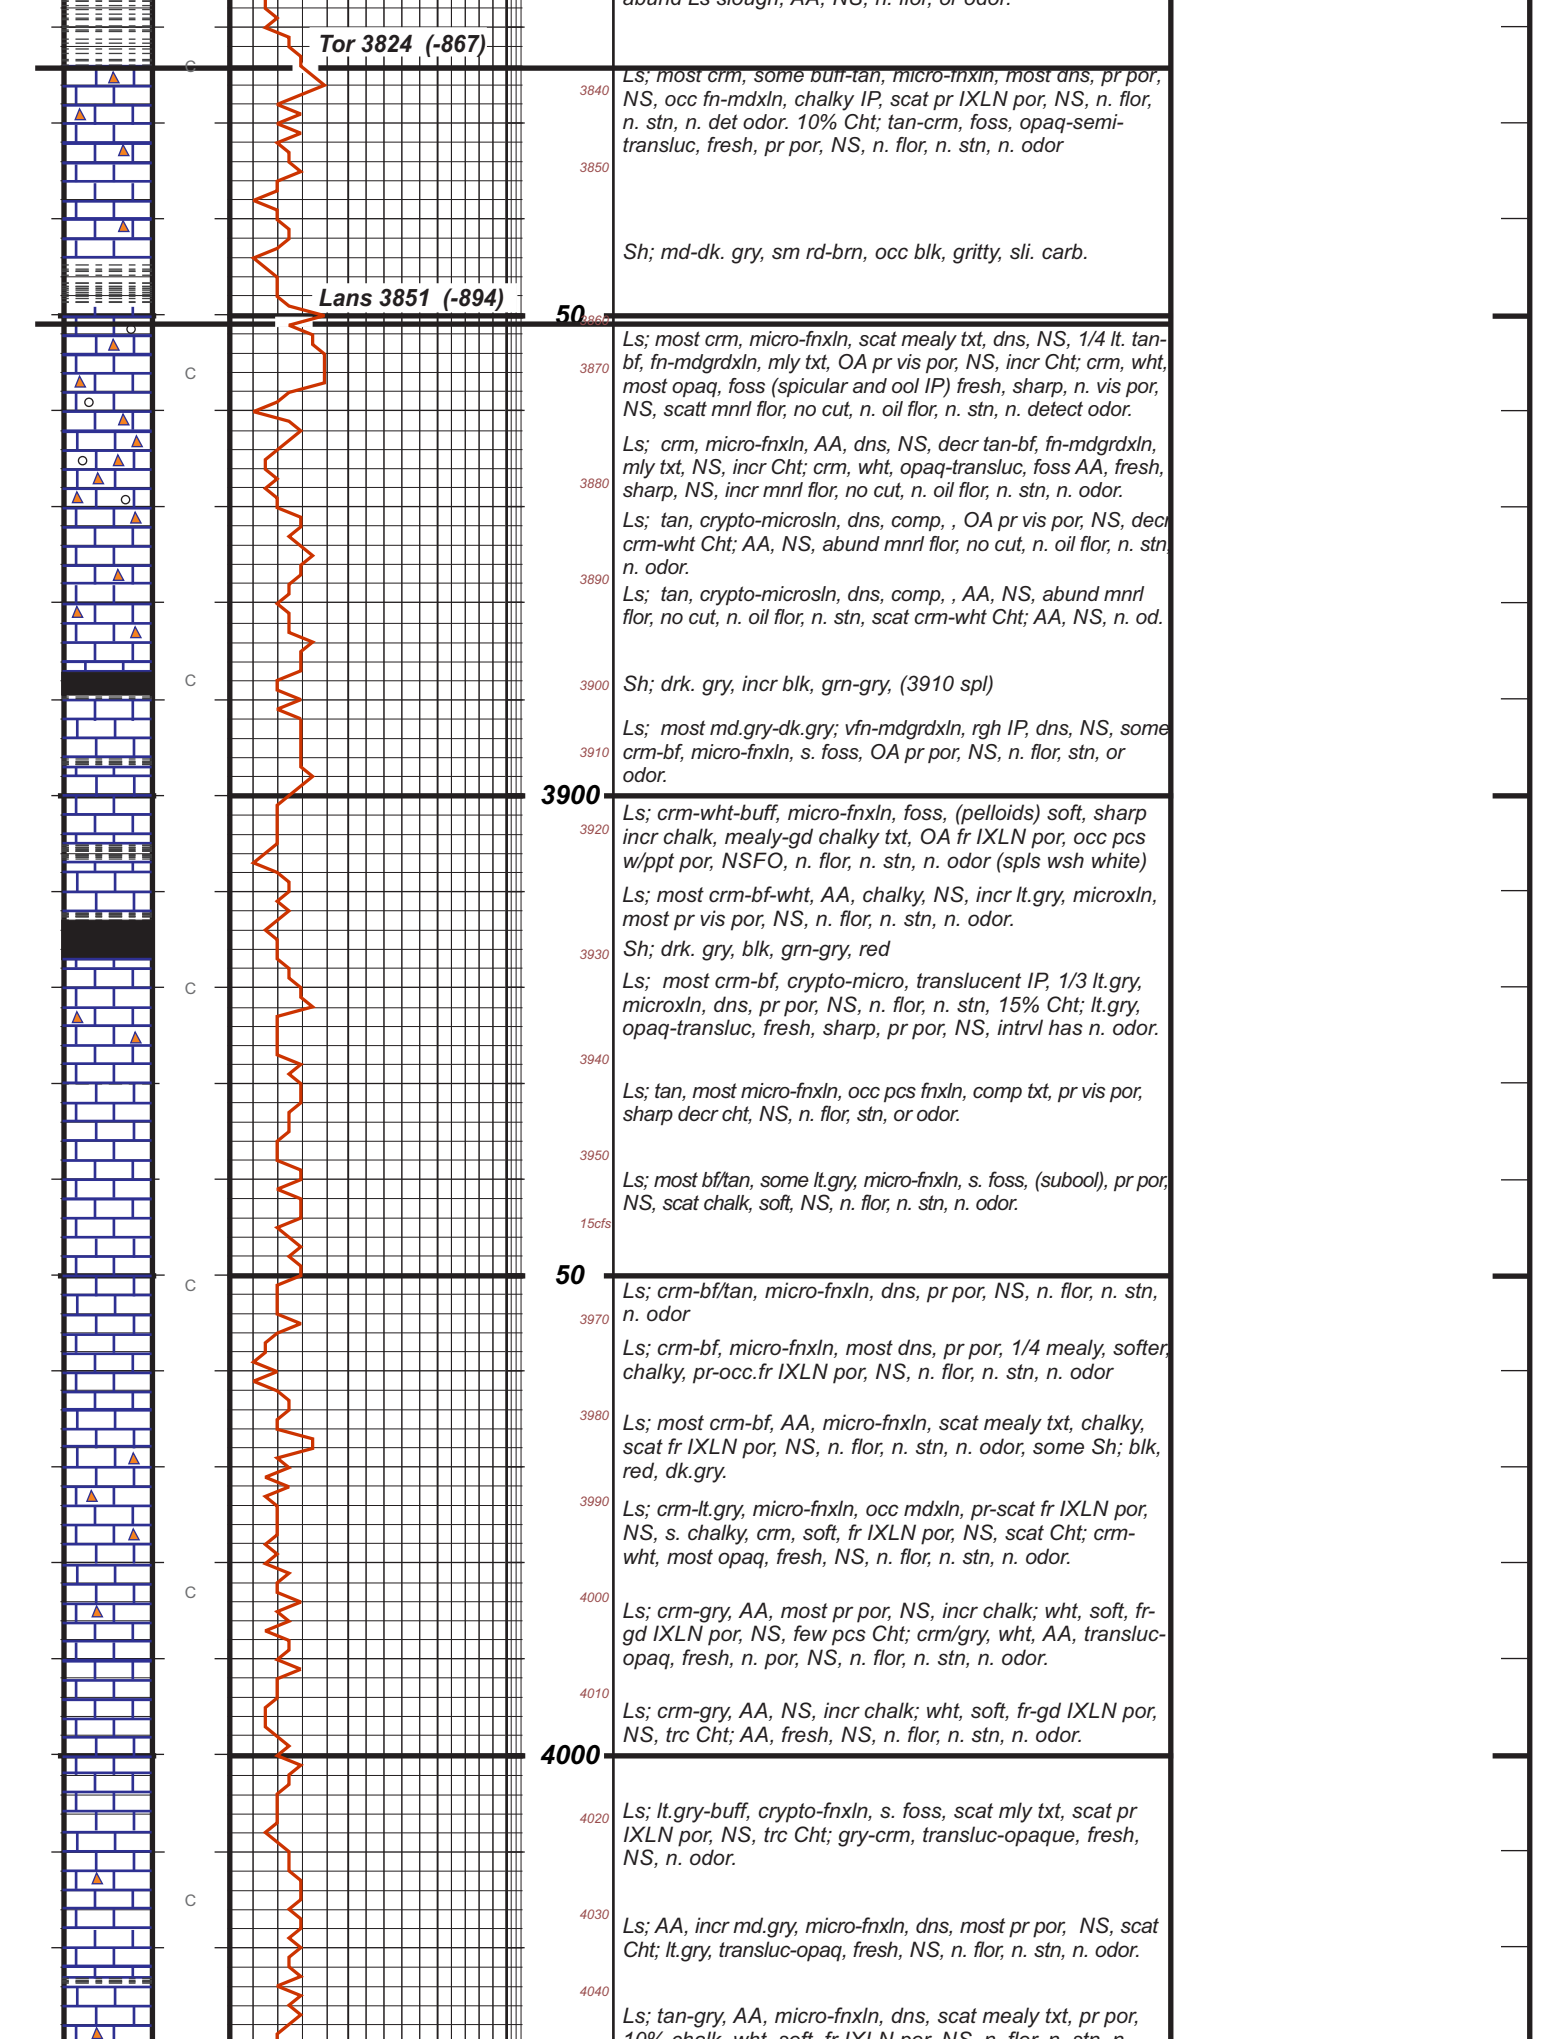 abund Ls slough, AA, NS, n. flor, or odor.
Tor 3824 (-867)
C
Ls; most crm, some buff-tan, micro-fnxln, most dns, pr por,
3840
NS, occ fn-mdxln, chalky IP, scat pr IXLN por, NS, n. flor,
n. stn, n. det odor. 10% Cht; tan-crm, foss, opaq-semi-
transluc, fresh, pr por, NS, n. flor, n. stn, n. odor
3850
Sh; md-dk. gry, sm rd-brn, occ blk, gritty, sli. carb.
Lans 3851 (-894)
50
3860
Ls; most crm, micro-fnxln, scat mealy txt, dns, NS, 1/4 lt. tan-
bf, fn-mdgrdxln, mly txt, OA pr vis por, NS, incr Cht; crm, wht,
3870
C
most opaq, foss (spicular and ool IP) fresh, sharp, n. vis por,
NS, scatt mnrl flor, no cut, n. oil flor, n. stn, n. detect odor.
Ls; crm, micro-fnxln, AA, dns, NS, decr tan-bf, fn-mdgrdxln,
mly txt, NS, incr Cht; crm, wht, opaq-transluc, foss AA, fresh,
3880
sharp, NS, incr mnrl flor, no cut, n. oil flor, n. stn, n. odor.
Ls; tan, crypto-microsln, dns, comp, , OA pr vis por, NS, decr
crm-wht Cht; AA, NS, abund mnrl flor, no cut, n. oil flor, n. stn,
n. odor.
3890
Ls; tan, crypto-microsln, dns, comp, , AA, NS, abund mnrl
flor, no cut, n. oil flor, n. stn, scat crm-wht Cht; AA, NS, n. od.
C
3900
Sh; drk. gry, incr blk, grn-gry, (3910 spl)
Ls; most md.gry-dk.gry; vfn-mdgrdxln, rgh IP, dns, NS, some
3910
crm-bf, micro-fnxln, s. foss, OA pr por, NS, n. flor, stn, or
odor.
3900
Ls; crm-wht-buff, micro-fnxln, foss, (pelloids) soft, sharp
3920
incr chalk, mealy-gd chalky txt, OA fr IXLN por, occ pcs
w/ppt por, NSFO, n. flor, n. stn, n. odor (spls wsh white)
Ls; most crm-bf-wht, AA, chalky, NS, incr lt.gry, microxln,
most pr vis por, NS, n. flor, n. stn, n. odor.
3930
Sh; drk. gry, blk, grn-gry, red
Ls; most crm-bf, crypto-micro, translucent IP, 1/3 lt.gry,
C
microxln, dns, pr por, NS, n. flor, n. stn, 15% Cht; lt.gry,
opaq-transluc, fresh, sharp, pr por, NS, intrvl has n. odor.
3940
Ls; tan, most micro-fnxln, occ pcs fnxln, comp txt, pr vis por,
sharp decr cht, NS, n. flor, stn, or odor.
3950
Ls; most bf/tan, some lt.gry, micro-fnxln, s. foss, (subool), pr por,
NS, scat chalk, soft, NS, n. flor, n. stn, n. odor.
15cfs
50
C
Ls; crm-bf/tan, micro-fnxln, dns, pr por, NS, n. flor, n. stn,
n. odor
3970
Ls; crm-bf, micro-fnxln, most dns, pr por, 1/4 mealy, softer,
chalky, pr-occ.fr IXLN por, NS, n. flor, n. stn, n. odor
3980
Ls; most crm-bf, AA, micro-fnxln, scat mealy txt, chalky,
scat fr IXLN por, NS, n. flor, n. stn, n. odor, some Sh; blk,
red, dk.gry.
3990
Ls; crm-lt.gry, micro-fnxln, occ mdxln, pr-scat fr IXLN por,
NS, s. chalky, crm, soft, fr IXLN por, NS, scat Cht; crm-
wht, most opaq, fresh, NS, n. flor, n. stn, n. odor.
C
4000
Ls; crm-gry, AA, most pr por, NS, incr chalk; wht, soft, fr-
gd IXLN por, NS, few pcs Cht; crm/gry, wht, AA, transluc-
opaq, fresh, n. por, NS, n. flor, n. stn, n. odor.
4010
Ls; crm-gry, AA, NS, incr chalk; wht, soft, fr-gd IXLN por,
NS, trc Cht; AA, fresh, NS, n. flor, n. stn, n. odor.
4000
Ls; lt.gry-buff, crypto-fnxln, s. foss, scat mly txt, scat pr
4020
IXLN por, NS, trc Cht; gry-crm, transluc-opaque, fresh,
NS, n. odor.
C
4030
Ls; AA, incr md.gry, micro-fnxln, dns, most pr por, NS, scat
Cht; lt.gry, transluc-opaq, fresh, NS, n. flor, n. stn, n. odor.
4040
Ls; tan-gry, AA, micro-fnxln, dns, scat mealy txt, pr por,
10% chalk, wht, soft, fr IXLN por, NS, n. flor, n. stn, n.